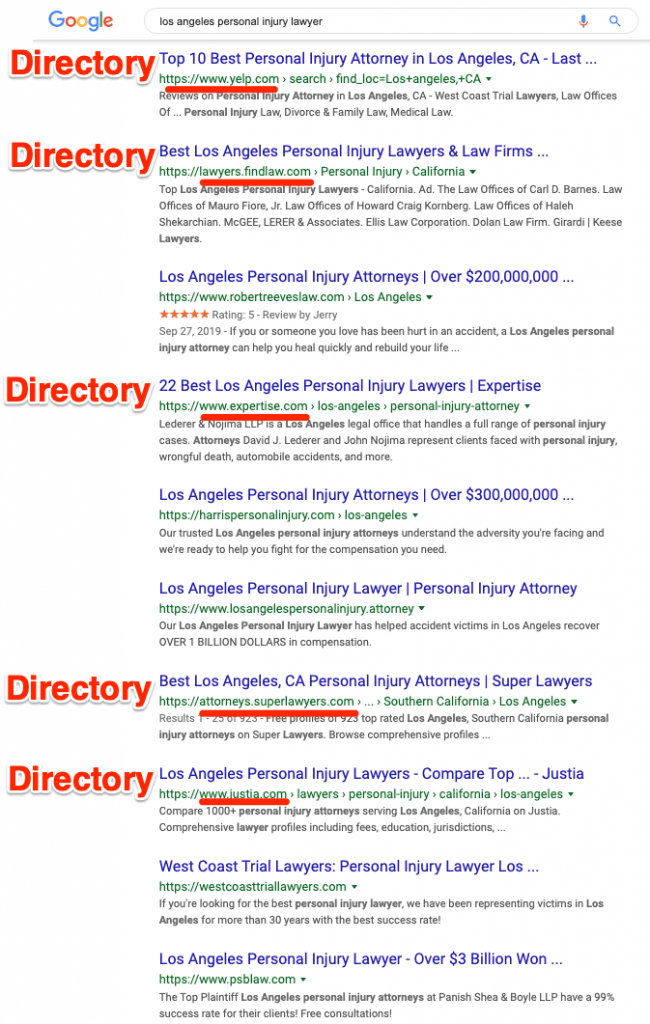 Google los angeles personal injury lawyer
Directory
Top 10 Best Personal Injury Attorney in Los Angeles, CA - Last ...
https://www.yelp.com › search › find_loc=Los+angeles,+CA
Reviews on Personal Injury Attorney in Los Angeles, CA - West Coast Trial Lawyers, Law Offices
Of ... Personal Injury Law, Divorce & Family Law, Medical Law.
Directory
Best Los Angeles Personal Injury Lawyers & Law Firms ...
https://lawyers.findlaw.com › Personal Injury › California
Top Los Angeles Personal Injury Lawyers - California. Ad. The Law Offices of Carl D. Barnes. Law
Offices of Mauro Fiore, Jr. Law Offices of Howard Craig Kornberg. Law Offices of Haleh
Shekarchian. McGEE, LERER & Associates. Ellis Law Corporation. Dolan Law Firm. Girardi | Keese
Lawyers.
Los Angeles Personal Injury Attorneys | Over $200,000,000 ...
https://www.robertreeveslaw.com › Los Angeles
★★★★★ Rating: 5 - Review by Jerry
Sep 27, 2019 - If you or someone you love has been hurt in an accident, a Los Angeles personal
injury attorney can help you heal quickly and rebuild your life ...
Directory
22 Best Los Angeles Personal Injury Lawyers | Expertise
https://www.expertise.com › los-angeles › personal-injury-attorney
Lederer & Nojima LLP is a Los Angeles legal office that handles a full range of personal injury
cases. Attorneys David J. Lederer and John Nojima represent clients faced with personal injury,
wrongful death, automobile accidents, and more.
Los Angeles Personal Injury Attorneys | Over $300,000,000 ...
https://harrispersonalinjury.com › los-angeles
Our trusted Los Angeles personal injury attorneys understand the adversity you're facing and
we're ready to help you fight for the compensation you need.
Los Angeles Personal Injury Lawyer | Personal Injury Attorney
https://www.losangelespersonalinjury.attorney
Our Los Angeles Personal Injury Lawyer has helped accident victims in Los Angeles recover
OVER 1 BILLION DOLLARS in compensation.
Directory
Best Los Angeles, CA Personal Injury Attorneys | Super Lawyers
https://attorneys.superlawyers.com › ... › Southern California › Los Angeles
Results 1 - 25 of 923 - Free profiles of 923 top rated Los Angeles, Southern California personal
injury attorneys on Super Lawyers. Browse comprehensive profiles ...
Directory
Los Angeles Personal Injury Lawyers - Compare Top ... - Justia
https://www.justia.com › lawyers › personal-injury › california › los-angeles
Compare 1000+ personal injury attorneys serving Los Angeles, California on Justia.
Comprehensive lawyer profiles including fees, education, jurisdictions, ...
West Coast Trial Lawyers: Personal Injury Lawyer Los ...
https://westcoasttriallawyers.com
If you're looking for the best personal injury lawyer, we have been representing victims in Los
Angeles for more than 30 years with the best success rate!
Los Angeles Personal Injury Lawyer - Over $3 Billion Won ...
https://www.psblaw.com
The Top Plaintiff Los Angeles personal injury attorneys at Panish Shea & Boyle LLP have a 99%
success rate for their clients! Free consultations!